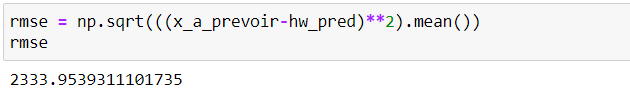 rmse = np.sqrt(((x_a_prevoir-hw_pred)**2).mean())
rmse
2333.9539311101735